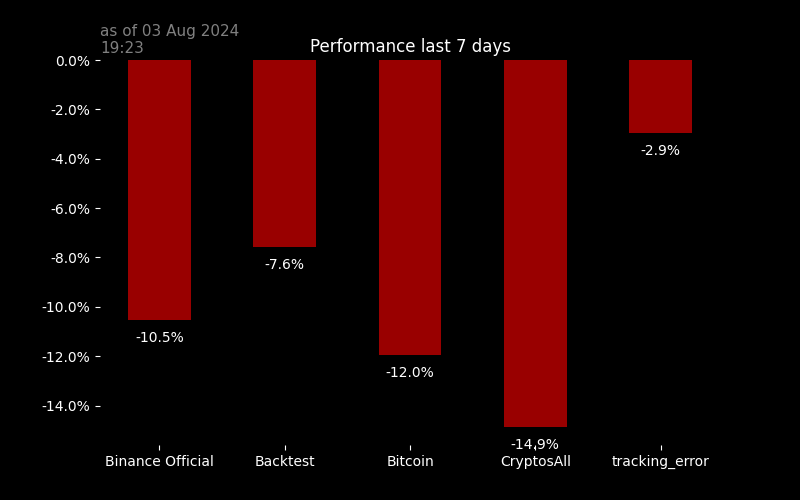 as of 03 Aug 2024
19:23
Performance last 7 days
0.0%
-2.0%
-4.0%
-6.0%
-8.0%
-10.0%
-12.0%
-14.0%
-10.5%
-7.6%
-12.0%
-14.9%
-2.9%
Binance Official
Backtest
Bitcoin
CryptosAll
tracking_error